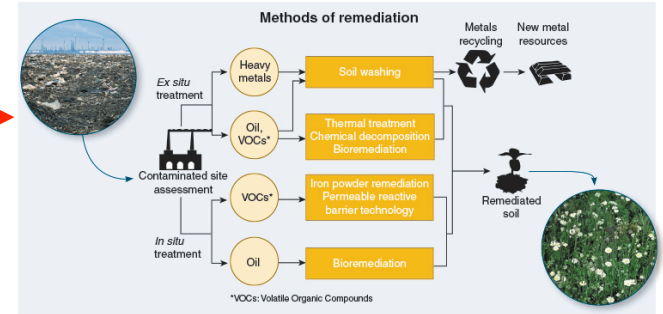 Methods of remediation
Metals
recycling
New metal
resources
Heavy
metals
Soil washing
Ex situ
treatment
Oil,
VOCs*
Thermal treatment
Chemical decomposition
Bioremediation
Contaminated site
assessment
VOCs*
Iron powder remediation
Permeable reactive
barrier technology
Remediated
soil
In situ
treatment
Oil
Bioremediation
*VOCs: Volatile Organic Compounds